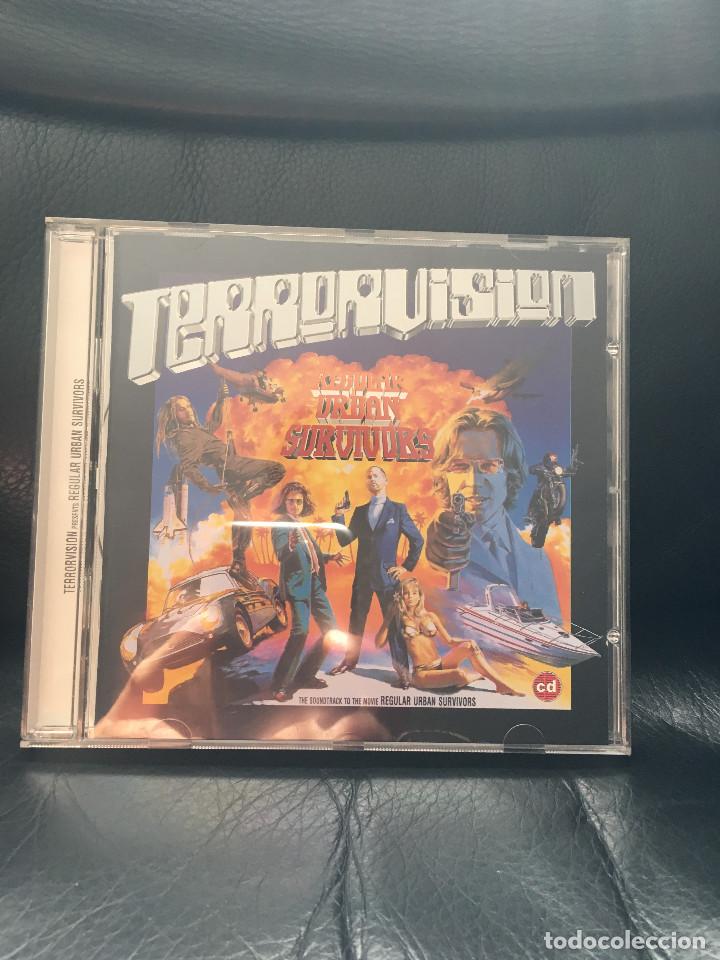 TERRORVISION
REGULAR
URBAN
SURVIVORS
TERRORVISION PRESENTS REGULAR URBAN SURVIVORS
THE SOUNDTRACK TO THE MOVIE REGULAR URBAN SURVIVORS
cd
todocoleccion